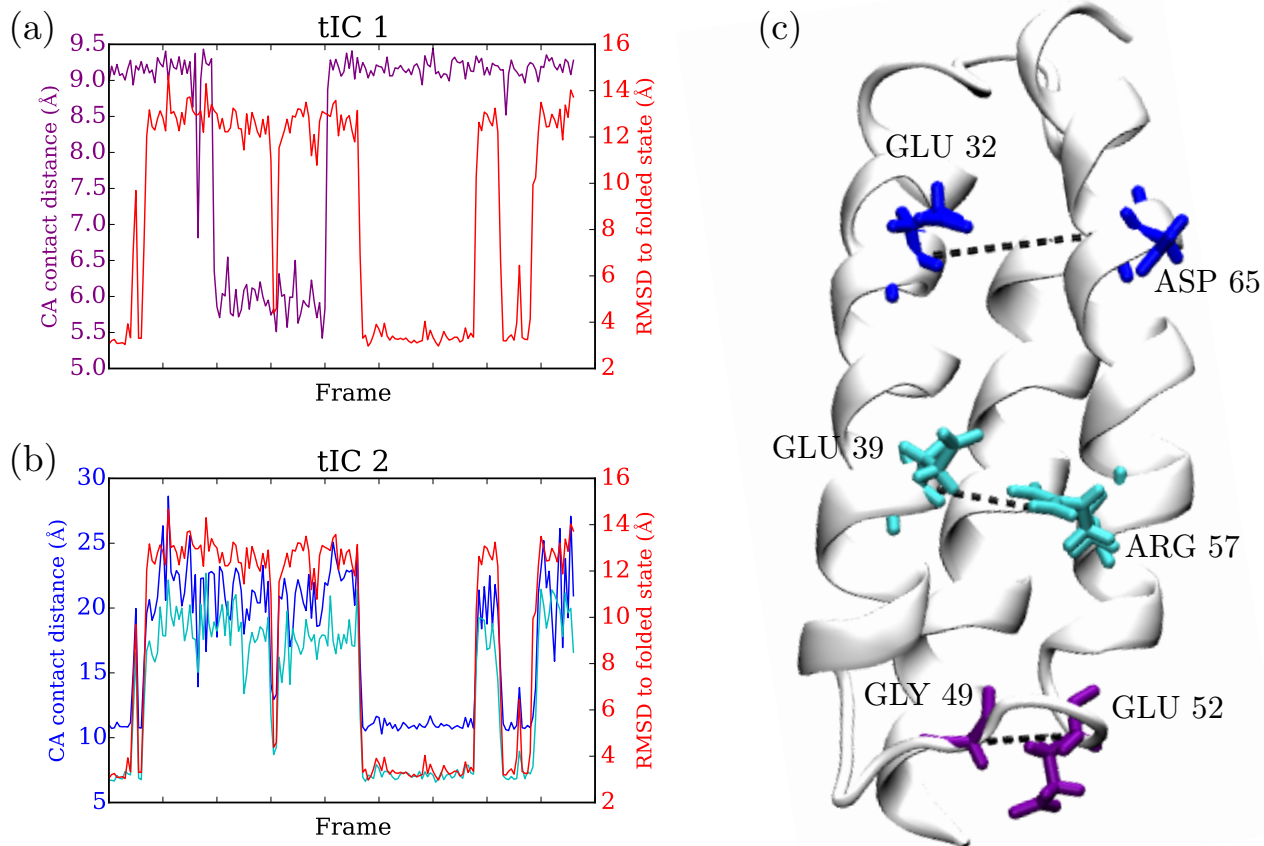 (a)
tIC 1
CA contact distance (Å)
9.5
9.0
8.5
8.0
7.5
7.0
6.5
6.0
5.5
5.0
16
14
12
10
8
6
4
2
RMSD to folded state (Å)
Frame
(b)
tIC 2
CA contact distance (Å)
30
25
20
15
10
5
16
14
12
10
8
6
4
2
RMSD to folded state (Å)
Frame
(c)
GLU 32
ASP 65
GLU 39
ARG 57
GLY 49
GLU 52